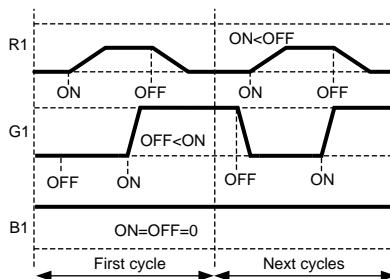 R1
ON<OFF
ON OFF ON OFF
G1
OFF<ON
OFF ON OFF ON
B1
ON=OFF=0
First cycle Next cycles